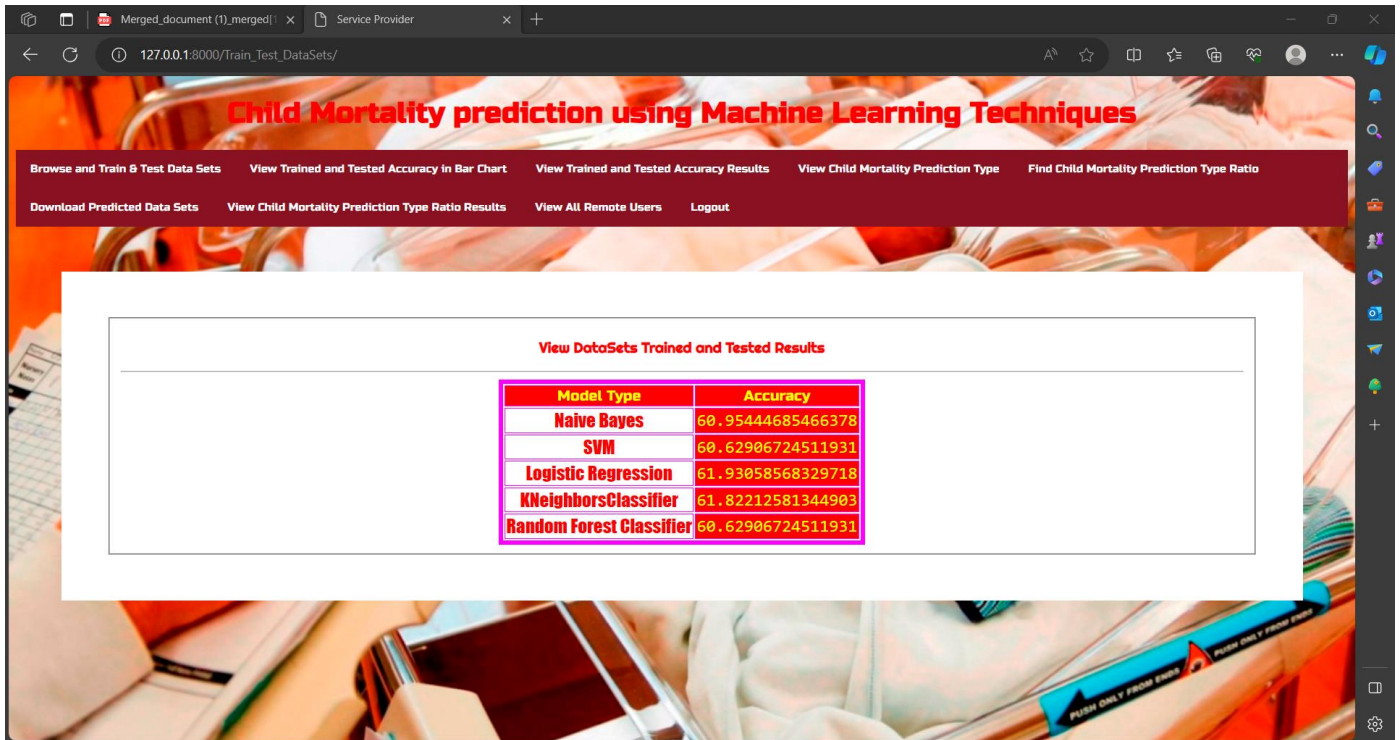 Merged_document (1)_merged[1
Service Provider
127.0.0.1:8000/Train_Test_DataSets/
Child Mortality prediction using Machine Learning Techniques
Browse and Train & Test Data Sets View Trained and Tested Accuracy in Bar Chart View Trained and Tested Accuracy Results View Child Mortality Prediction Type Find Child Mortality Prediction Type Ratio
Download Predicted Data Sets View Child Mortality Prediction Type Ratio Results View All Remote Users Logout
View DataSets Trained and Tested Results
Model Type Accuracy
Naive Bayes 60.95444685466378
SVM 60.62906724511931
Logistic Regression 61.93058568329718
KNeighborsClassifier 61.82212581344903
Random Forest Classifier 60.62906724511931
PUSH ONLY FROM ENDS
PUSH ONLY FROM ENDS